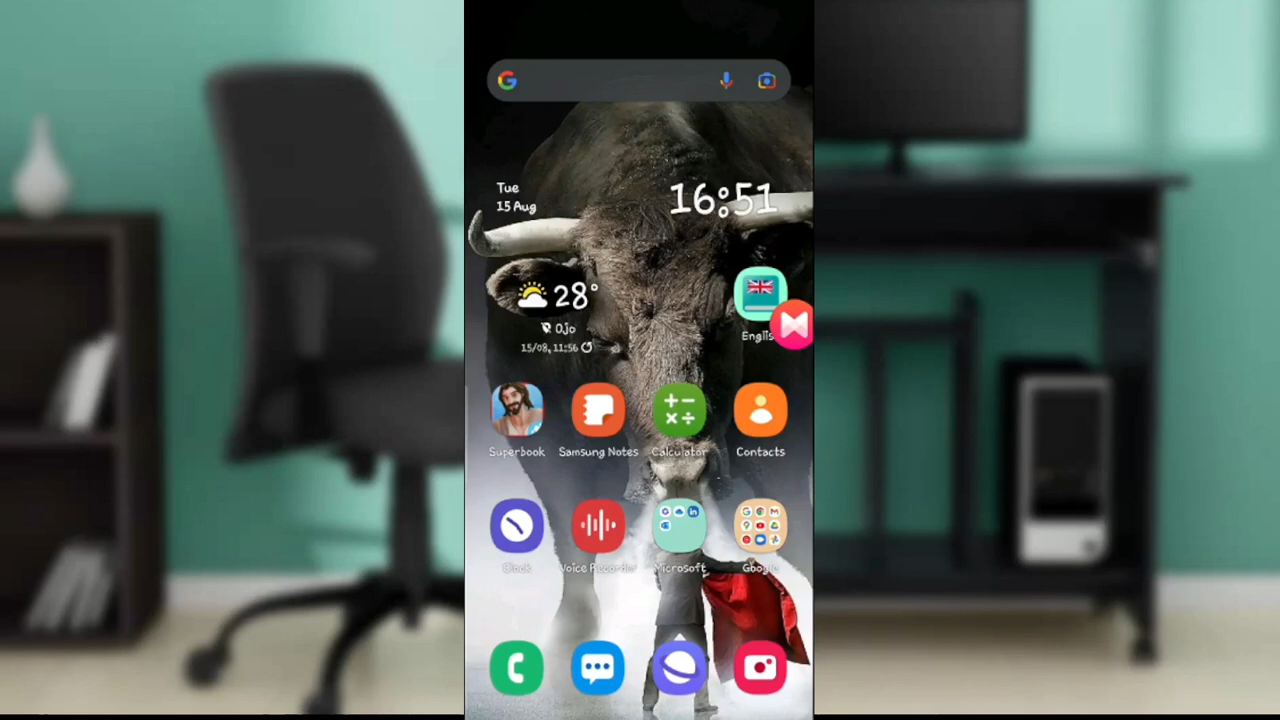 Tue
15 Aug
16:51
28°
Ojo
15/08, 11:56
Superbook
Samsung Notes
Calculator
Contacts
Clock
Voice Recorder
Microsoft
Google